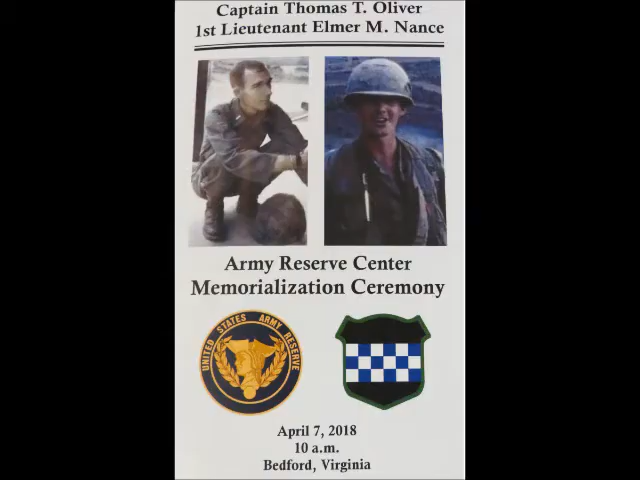 Captain Thomas T. Oliver
1st Lieutenant Elmer M. Nance
Army Reserve Center
Memorialization Ceremony
UNITED STATES ARMY RESERVE
April 7, 2018
10 a.m.
Bedford, Virginia